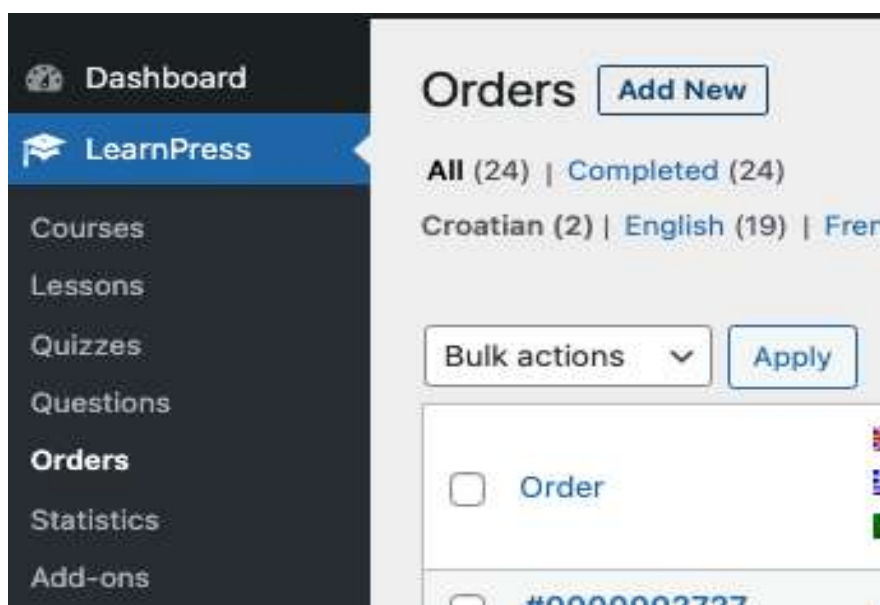 Dashboard
LearnPress
Courses
Lessons
Quizzes
Questions
Orders
Statistics
Add-ons
Orders Add New
All (24) | Completed (24)
Croatian (2) | English (19) |
Bulk actions Apply
Order